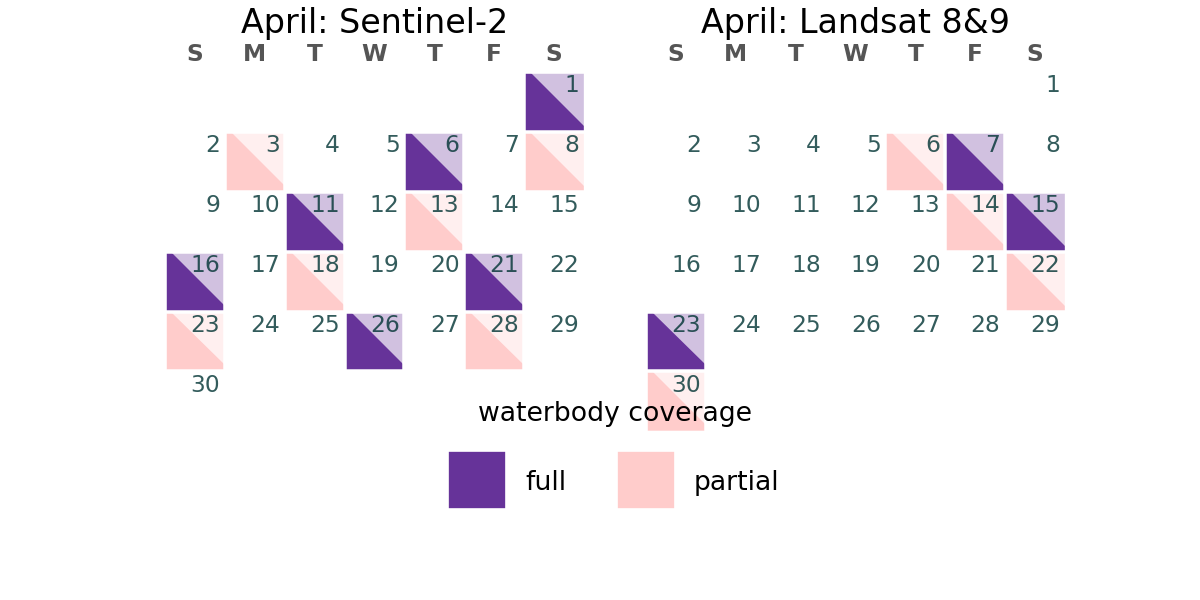 April: Sentinel-2
S M T W T F S
1
2 3 4 5 6 7 8
9 10 11 12 13 14 15
16 17 18 19 20 21 22
23 24 25 26 27 28 29
30
April: Landsat 8&9
S M T W T F S
1
2 3 4 5 6 7 8
9 10 11 12 13 14 15
16 17 18 19 20 21 22
23 24 25 26 27 28 29
30
waterbody coverage
full partial